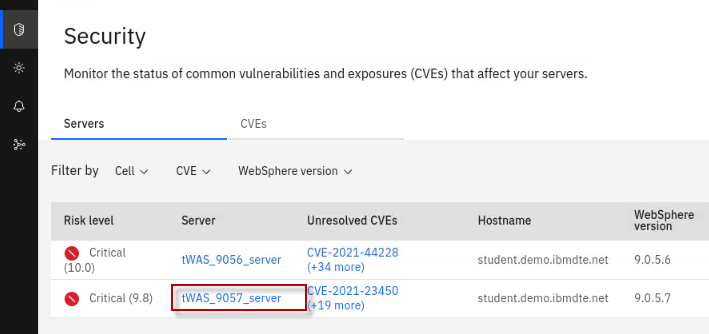 Security
Monitor the status of common vulnerabilities and exposures (CVEs) that affect your servers.
Servers CVEs
Filter by Cell CVE WebSphere version
Risk level Server Unresolved CVEs Hostname WebSphere version
Critical (10.0) tWAS_9056_server CVE-2021-44228 (+34 more) student.demo.ibmdte.net 9.0.5.6
Critical (9.8) tWAS_9057_server CVE-2021-23450 (+19 more) student.demo.ibmdte.net 9.0.5.7